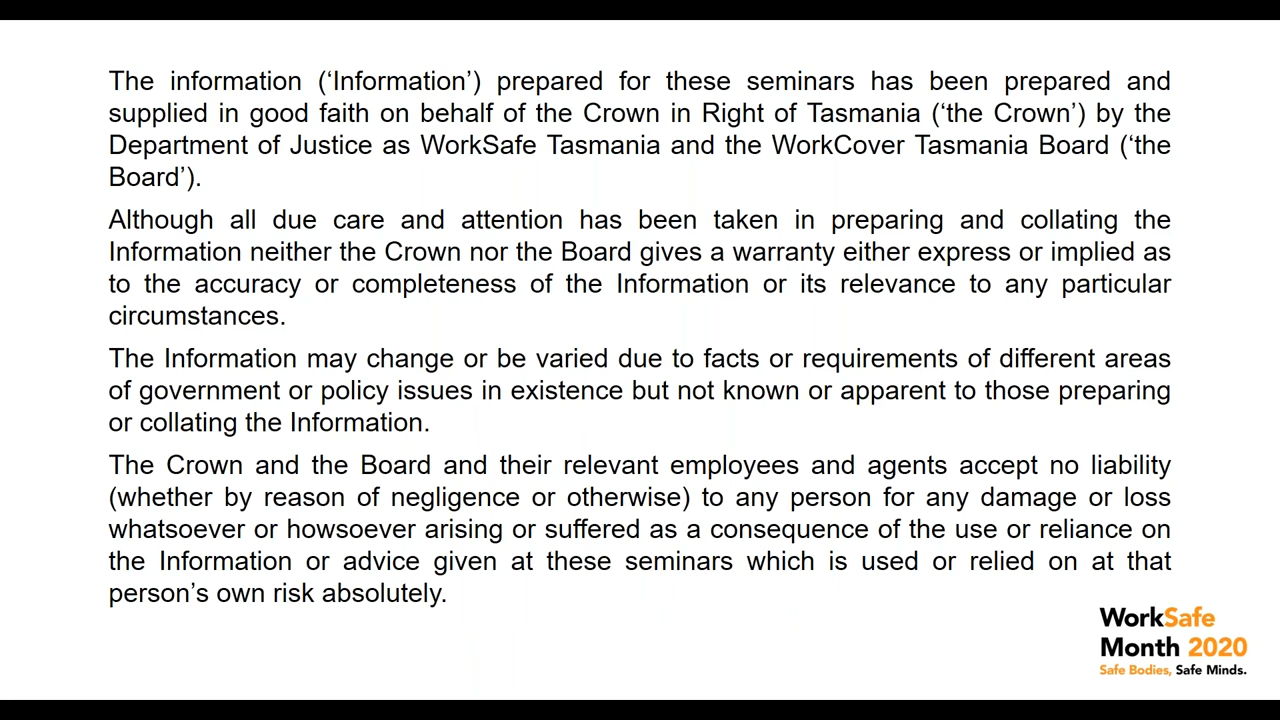 The information (‘Information’) prepared for these seminars has been prepared and
supplied in good faith on behalf of the Crown in Right of Tasmania (‘the Crown’) by the
Department of Justice as WorkSafe Tasmania and the WorkCover Tasmania Board (‘the
Board’).
Although all due care and attention has been taken in preparing and collating the
Information neither the Crown nor the Board gives a warranty either express or implied as
to the accuracy or completeness of the Information or its relevance to any particular
circumstances.
The Information may change or be varied due to facts or requirements of different areas
of government or policy issues in existence but not known or apparent to those preparing
or collating the Information.
The Crown and the Board and their relevant employees and agents accept no liability
(whether by reason of negligence or otherwise) to any person for any damage or loss
whatsoever or howsoever arising or suffered as a consequence of the use or reliance on
the Information or advice given at these seminars which is used or relied on at that
person’s own risk absolutely.
WorkSafe
Month 2020
Safe Bodies, Safe Minds.